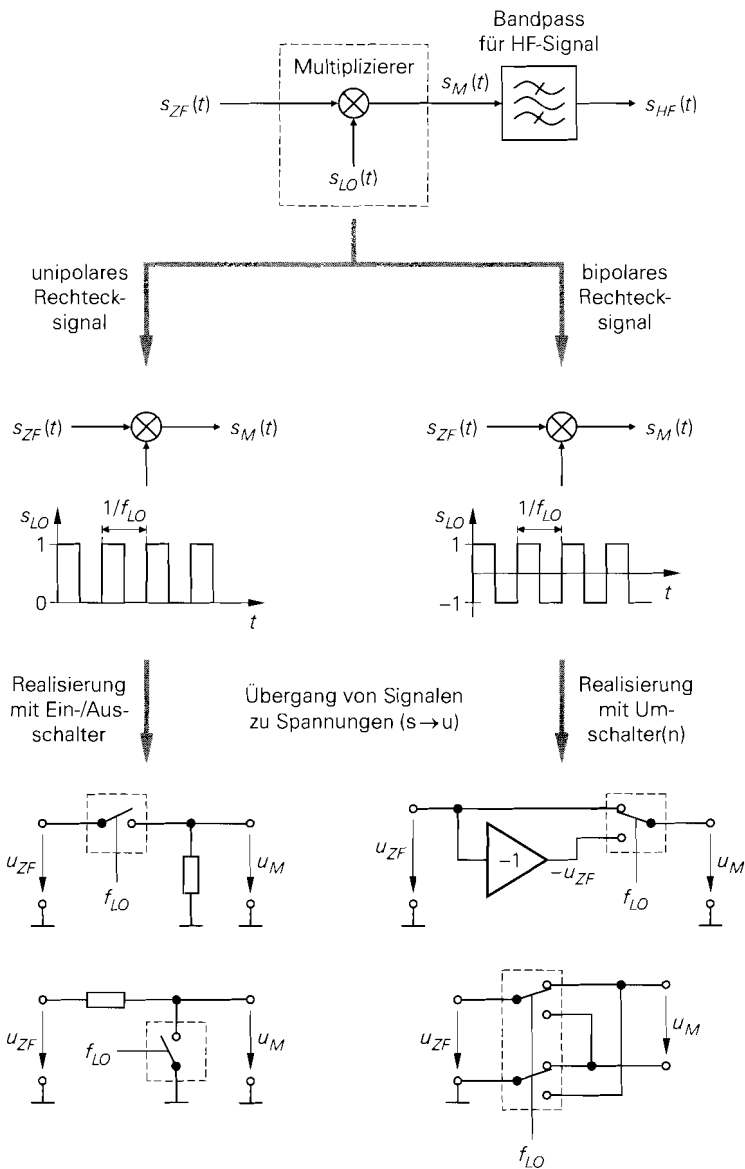 Bandpass
für HF-Signal
Multiplizierer
s_ZF(t)
s_M(t)
s_HF(t)
s_LO(t)
unipolares
Rechteck-
signal
bipolares
Rechteck-
signal
s_ZF(t)
s_M(t)
s_ZF(t)
s_M(t)
s_LO
1/f_LO
1
0
t
s_LO
1/f_LO
1
−1
t
Realisierung
mit Ein-/Aus-
schalter
Übergang von Signalen
zu Spannungen (s→u)
Realisierung
mit Um-
schalter(n)
u_ZF
f_LO
u_M
u_ZF
−1
−u_ZF
f_LO
u_M
u_ZF
f_LO
u_M
u_ZF
u_M
f_LO